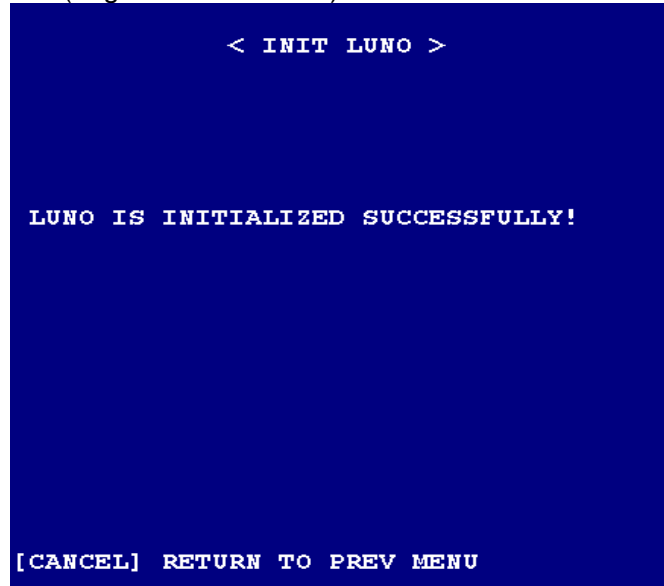 < INIT LUNO >
LUNO IS INITIALIZED SUCCESSFULLY!
[CANCEL] RETURN TO PREV MENU